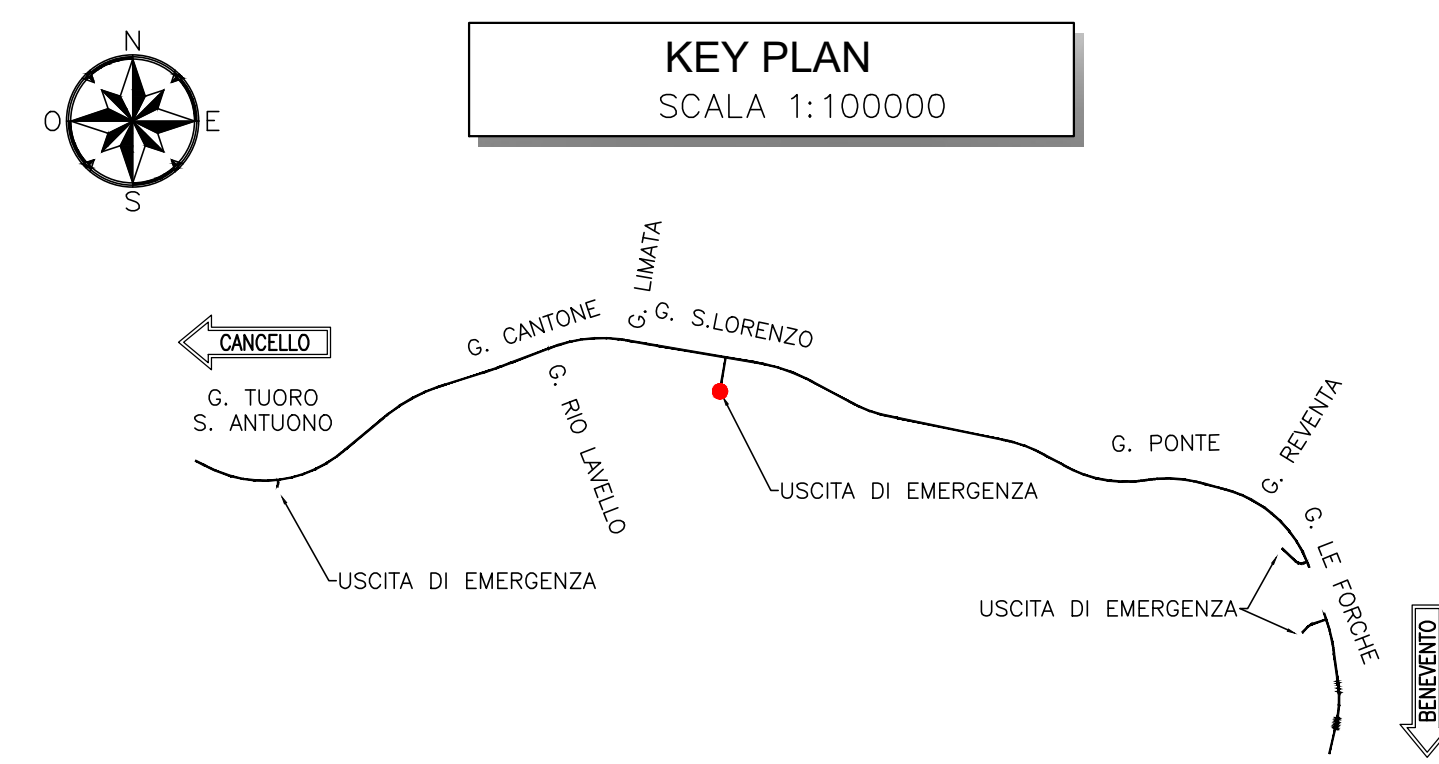 N
O
E
S
KEY PLAN
SCALA 1:100000
CANCELLO
G. TUORO
S. ANTUONO
G. CANTONE
G. LIMATA
G. S.LORENZO
G. RIO LAVELLO
USCITA DI EMERGENZA
USCITA DI EMERGENZA
G. PONTE
G. REVENTA
G. LE FORCHE
USCITA DI EMERGENZA
BENEVENTO